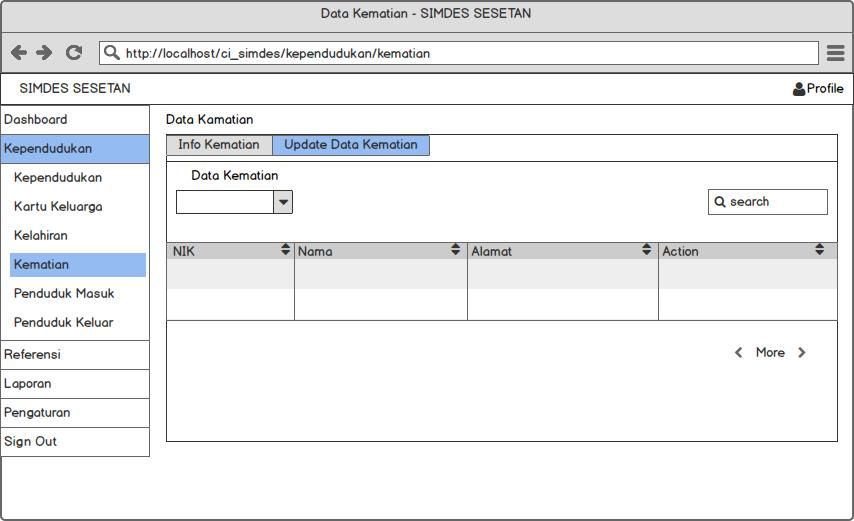 Data Kematian - SIMDES SESETAN
http://localhost/ci_simdes/kependudukan/kematian
SIMDES SESETAN
Profile
Dashboard
Kependudukan
Kependudukan
Kartu Keluarga
Kelahiran
Kematian
Penduduk Masuk
Penduduk Keluar
Referensi
Laporan
Pengaturan
Sign Out
Data Kamatian
Info Kematian Update Data Kematian
Data Kematian
search
NIK Nama Alamat Action
More